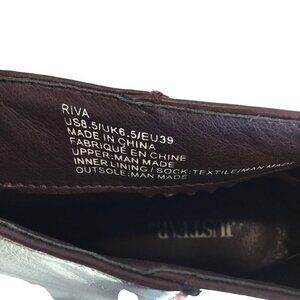 RIVA
US8.5/UK6.5/EU39
MADE IN CHINA
FABRIQUÉ EN CHINE
UPPER:MAN MADE
INNER LINING / SOCK:TEXTILE/MAN MADE
OUTSOLE:MAN MADE